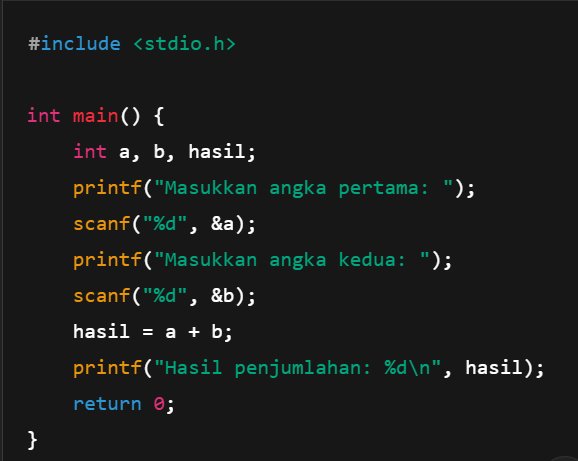 #include <stdio.h>
int main() {
int a, b, hasil;
printf("Masukkan angka pertama: ");
scanf("%d", &a);
printf("Masukkan angka kedua: ");
scanf("%d", &b);
hasil = a + b;
printf("Hasil penjumlahan: %d\n", hasil);
return 0;
}